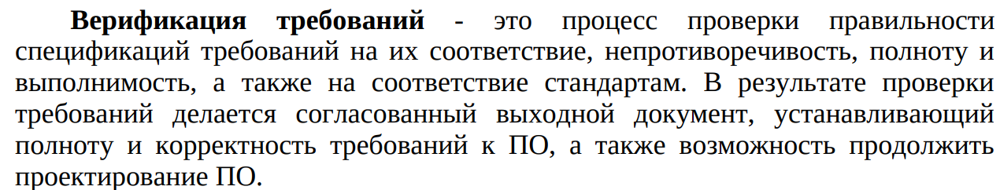 Верификация требований - это процесс проверки правильности
спецификаций требований на их соответствие, непротиворечивость, полноту и
выполнимость, а также на соответствие стандартам. В результате проверки
требований делается согласованный выходной документ, устанавливающий
полноту и корректность требований к ПО, а также возможность продолжить
проектирование ПО.